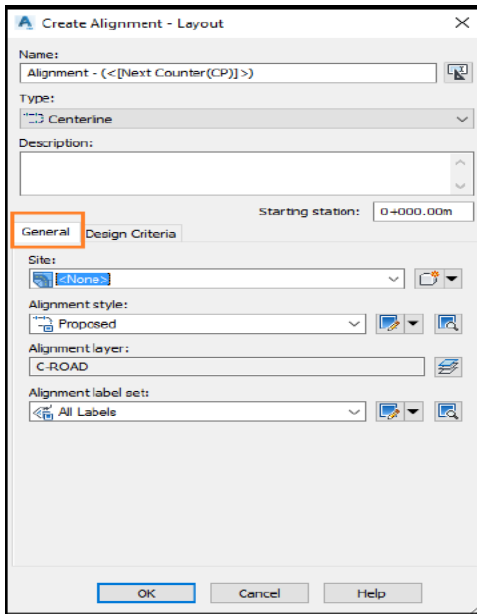 Create Alignment - Layout
Name:
Alignment - (<[Next Counter(CP)]>)
Type:
Centerline
Description:
Starting station: 0+000.00m
General Design Criteria
Site:
<None>
Alignment style:
Proposed
Alignment layer:
C-ROAD
Alignment label set:
All Labels
OK Cancel Help